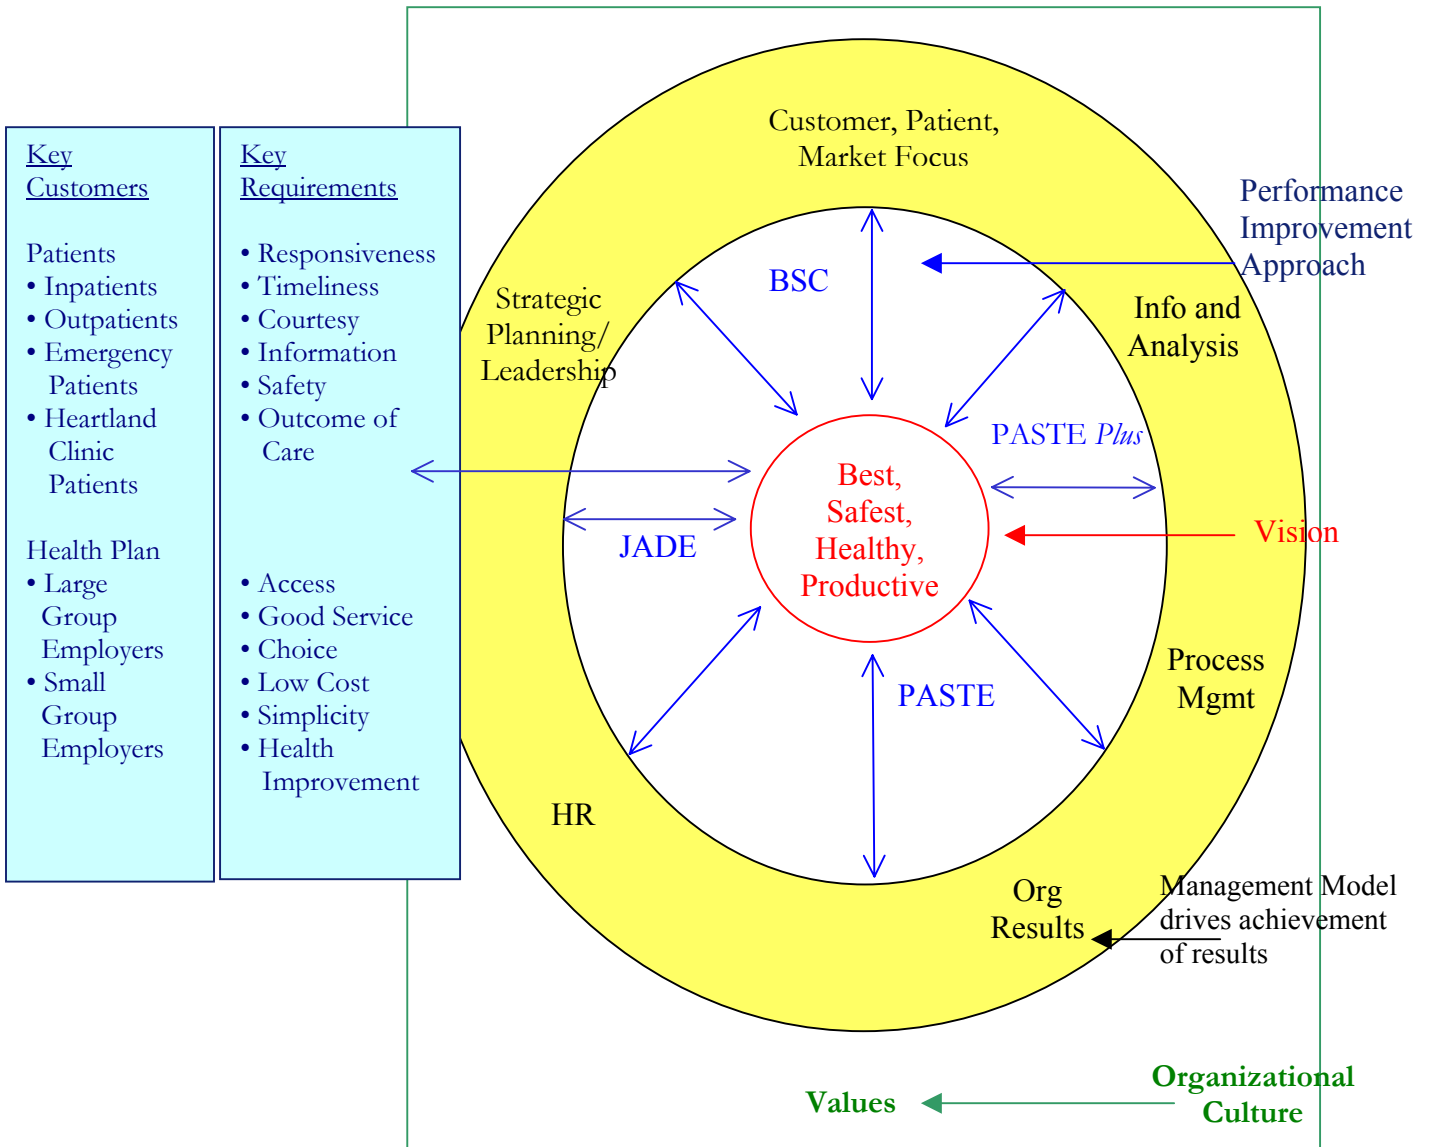 Key
Customers
Patients
• Inpatients
• Outpatients
• Emergency
Patients
• Heartland
Clinic
Patients
Health Plan
• Large
Group
Employers
• Small
Group
Employers
Key
Requirements
• Responsiveness
• Timeliness
• Courtesy
• Information
• Safety
• Outcome of
Care
• Access
• Good Service
• Choice
• Low Cost
• Simplicity
• Health
Improvement
Customer, Patient,
Market Focus
Strategic
Planning/
Leadership
BSC
Performance
Improvement
Approach
Info and
Analysis
PASTE Plus
Best,
Safest,
Healthy,
Productive
Vision
JADE
PASTE
Process
Mgmt
HR
Org
Results
Management Model
drives achievement
of results
Values
Organizational
Culture